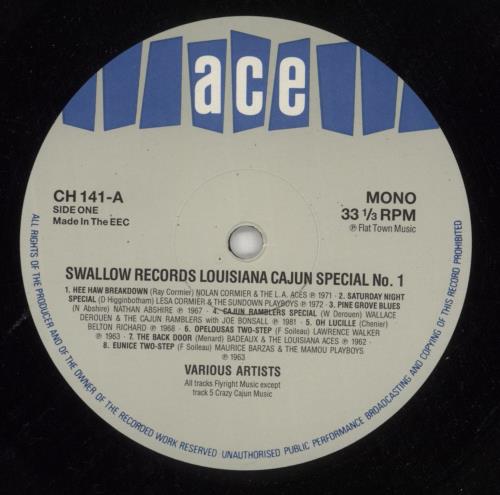 ace
CH 141-A
SIDE ONE
Made in The EEC
MONO
33 1/3 RPM
℗ Flat Town Music
SWALLOW RECORDS LOUISIANA CAJUN SPECIAL No. 1
1. HEE HAW BREAKDOWN (Ray Cormier) NOLAN CORMIER & THE L.A. ACES ℗ 1971 · 2. SATURDAY NIGHT
SPECIAL (D Higginbotham) LESA CORMIER & THE SUNDOWN PLAYBOYS ℗ 1972 · 3. PINE GROVE BLUES
(N Abshire) NATHAN ABSHIRE ℗ 1967 · 4. CAJUN RAMBLERS SPECIAL (W Derouen) WALLACE
DEROUEN & THE CAJUN RAMBLERS with JOE BONSALL ℗ 1981 · 5. OH LUCILLE (Chenier)
BELTON RICHARD ℗ 1968 · 6. OPELOUSAS TWO-STEP (F Soileau) LAWRENCE WALKER
℗ 1963 · 7. THE BACK DOOR (Menard) BADEAUX & THE LOUISIANA ACES ℗ 1962 ·
8. EUNICE TWO-STEP (F Soileau) MAURICE BARZAS & THE MAMOU PLAYBOYS
℗ 1963
VARIOUS ARTISTS
All tracks Flyright Music except
track 5 Crazy Cajun Music
ALL RIGHTS OF THE PRODUCER AND OF THE OWNER OF THE RECORDED WORK RESERVED UNAUTHORISED PUBLIC PERFORMANCE BROADCASTING AND COPYING OF THIS RECORD PROHIBITED